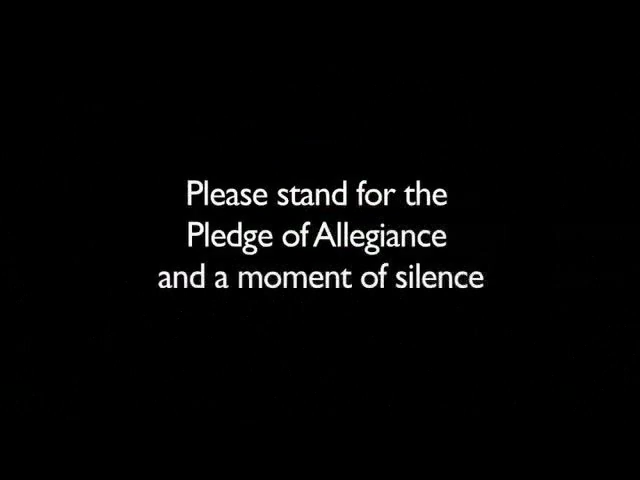 Please stand for the
Pledge of Allegiance
and a moment of silence